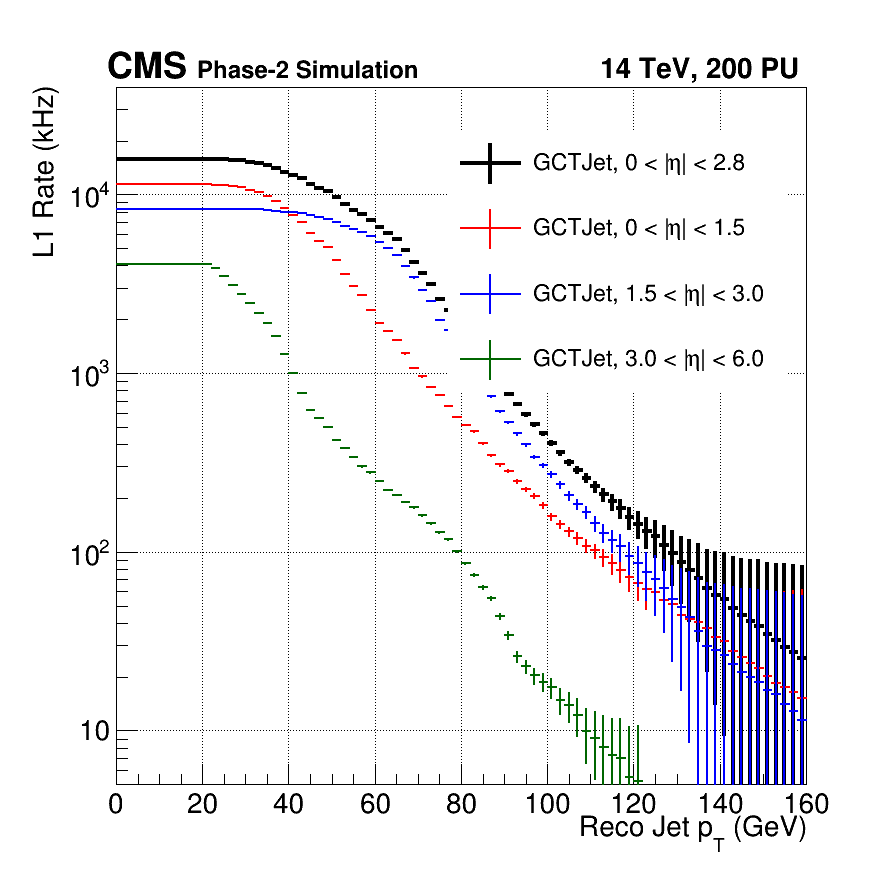 CMS Phase-2 Simulation 14 TeV, 200 PU
L1 Rate (kHz)
GCTJet, 0 < |η| < 2.8
GCTJet, 0 < |η| < 1.5
GCTJet, 1.5 < |η| < 3.0
GCTJet, 3.0 < |η| < 6.0
10⁴
10³
10²
10
0 20 40 60 80 100 120 140 160
Reco Jet p_T (GeV)